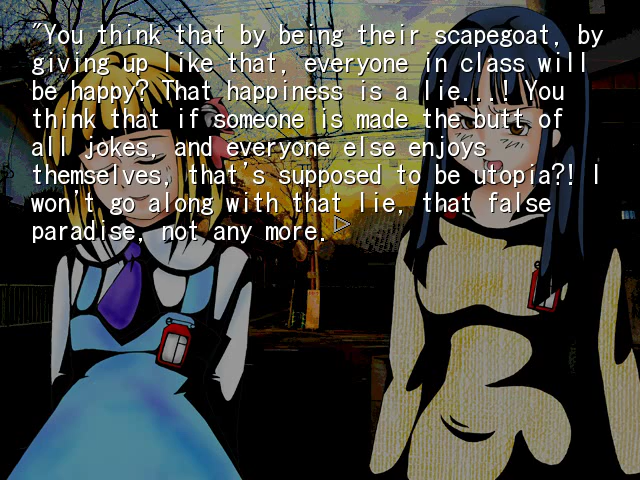 "You think that by being their scapegoat, by
giving up like that, everyone in class will
be happy? That happiness is a lie...! You
think that if someone is made the butt of
all jokes, and everyone else enjoys
themselves, that's supposed to be utopia?! I
won't go along with that lie, that false
paradise, not any more.